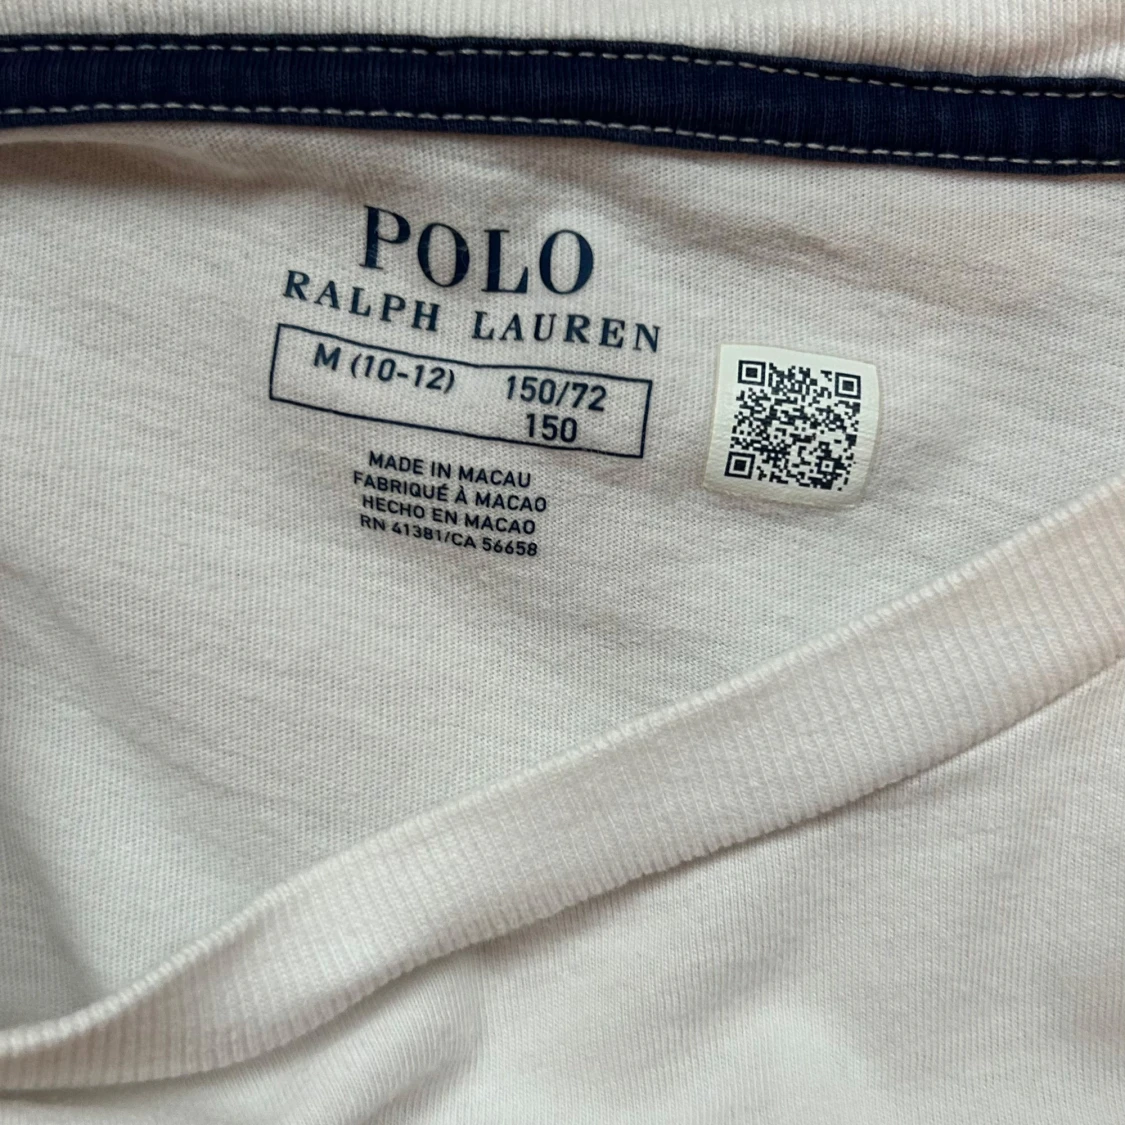 POLO
RALPH LAUREN
M (10-12) 150/72
150
MADE IN MACAU
FABRIQUÉ À MACAO
HECHO EN MACAO
RN 41381/CA 56658